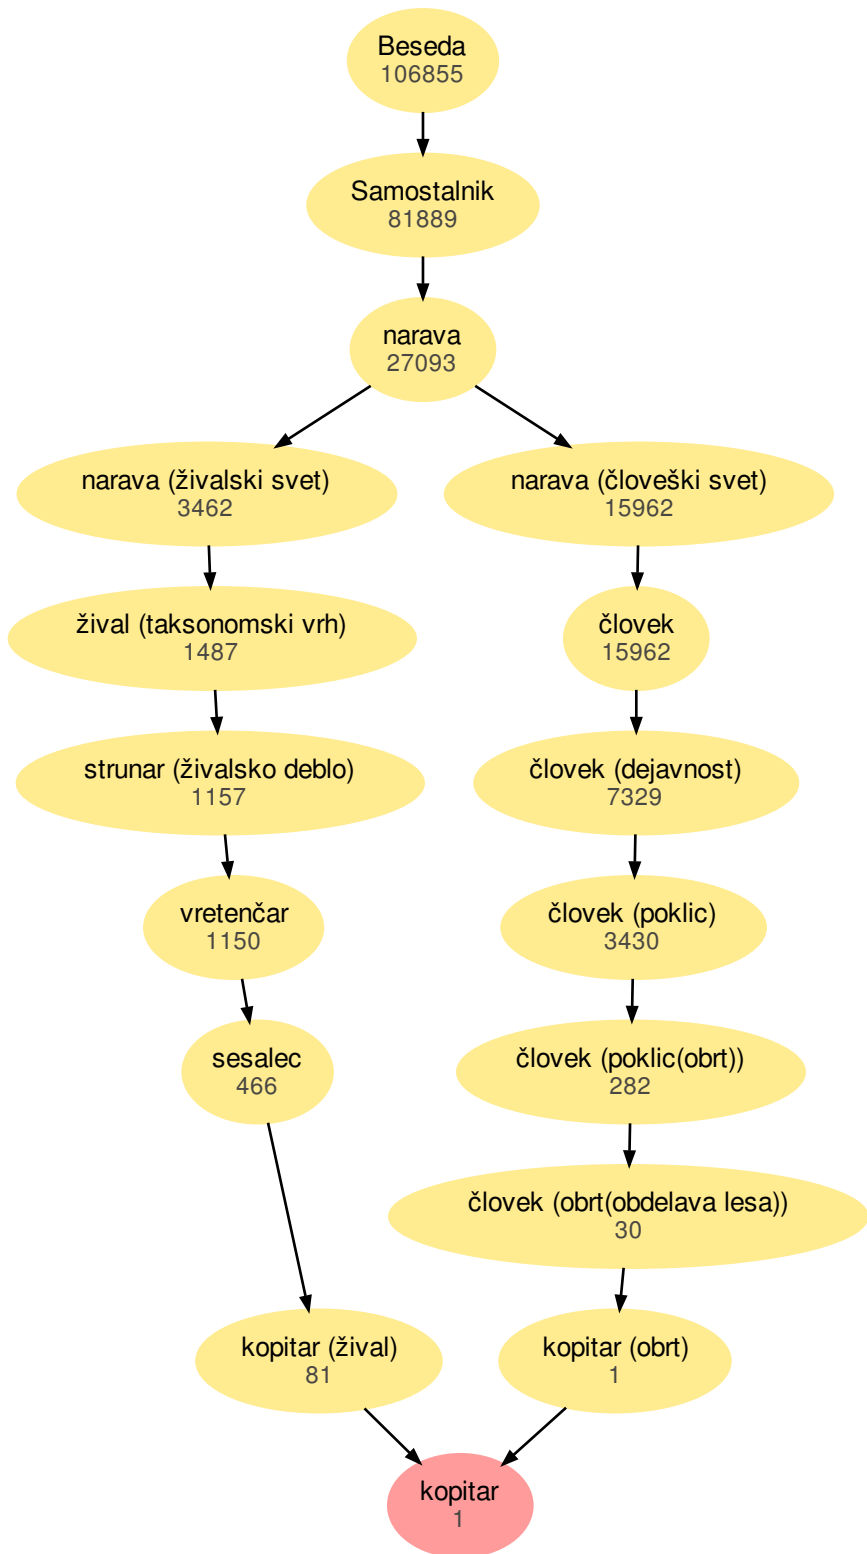 Beseda
106855
Samostalnik
81889
narava
27093
narava (živalski svet)
3462
narava (človeški svet)
15962
žival (taksonomski vrh)
1487
človek
15962
strunar (živalsko deblo)
1157
človek (dejavnost)
7329
vretenčar
1150
človek (poklic)
3430
sesalec
466
človek (poklic(obrt))
282
človek (obrt(obdelava lesa))
30
kopitar (žival)
81
kopitar (obrt)
1
kopitar
1